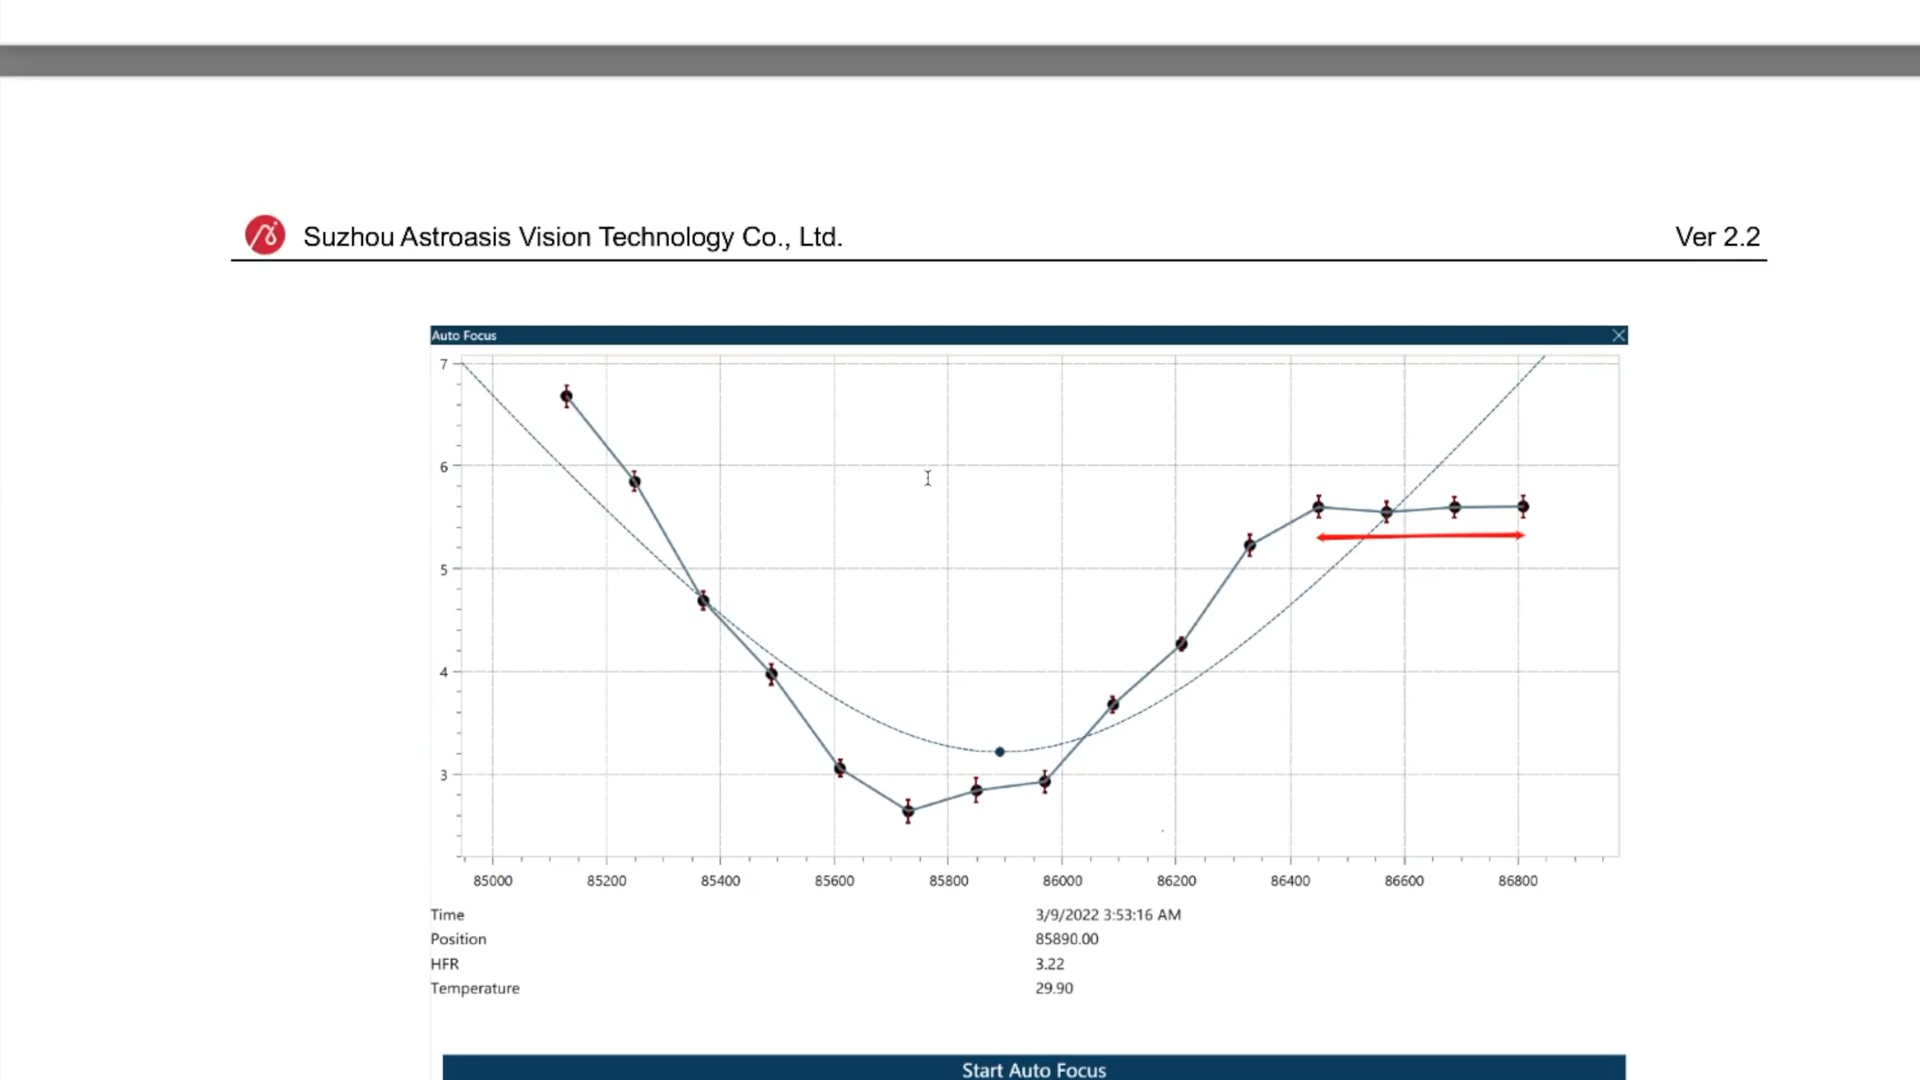 Suzhou Astroasis Vision Technology Co., Ltd. Ver 2.2
Auto Focus
7
6
5
4
3
85000 85200 85400 85600 85800 86000 86200 86400 86600 86800
Time 3/9/2022 3:53:16 AM
Position 85890.00
HFR 3.22
Temperature 29.90
Start Auto Focus